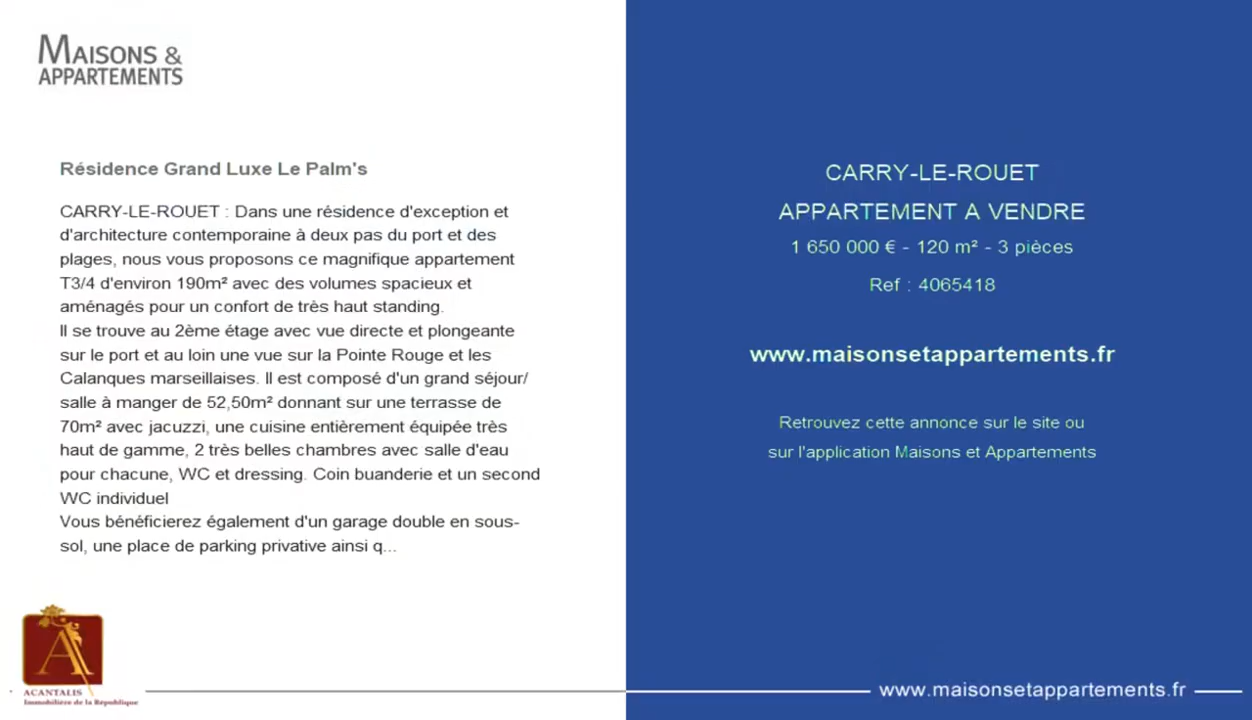 MAISONS &
APPARTEMENTS
Résidence Grand Luxe Le Palm's
CARRY-LE-ROUET : Dans une résidence d'exception et
d'architecture contemporaine à deux pas du port et des
plages, nous vous proposons ce magnifique appartement
T3/4 d'environ 190m² avec des volumes spacieux et
aménagés pour un confort de très haut standing.
Il se trouve au 2ème étage avec vue directe et plongeante
sur le port et au loin une vue sur la Pointe Rouge et les
Calanques marseillaises. Il est composé d'un grand séjour/
salle à manger de 52,50m² donnant sur une terrasse de
70m² avec jacuzzi, une cuisine entièrement équipée très
haut de gamme, 2 très belles chambres avec salle d'eau
pour chacune, WC et dressing. Coin buanderie et un second
WC individuel
Vous bénéficierez également d'un garage double en sous-
sol, une place de parking privative ainsi q...
A
ACANTALIS
Immobilière de la République
CARRY-LE-ROUET
APPARTEMENT A VENDRE
1 650 000 € - 120 m² - 3 pièces
Ref : 4065418
www.maisonsetappartements.fr
Retrouvez cette annonce sur le site ou
sur l'application Maisons et Appartements
www.maisonsetappartements.fr